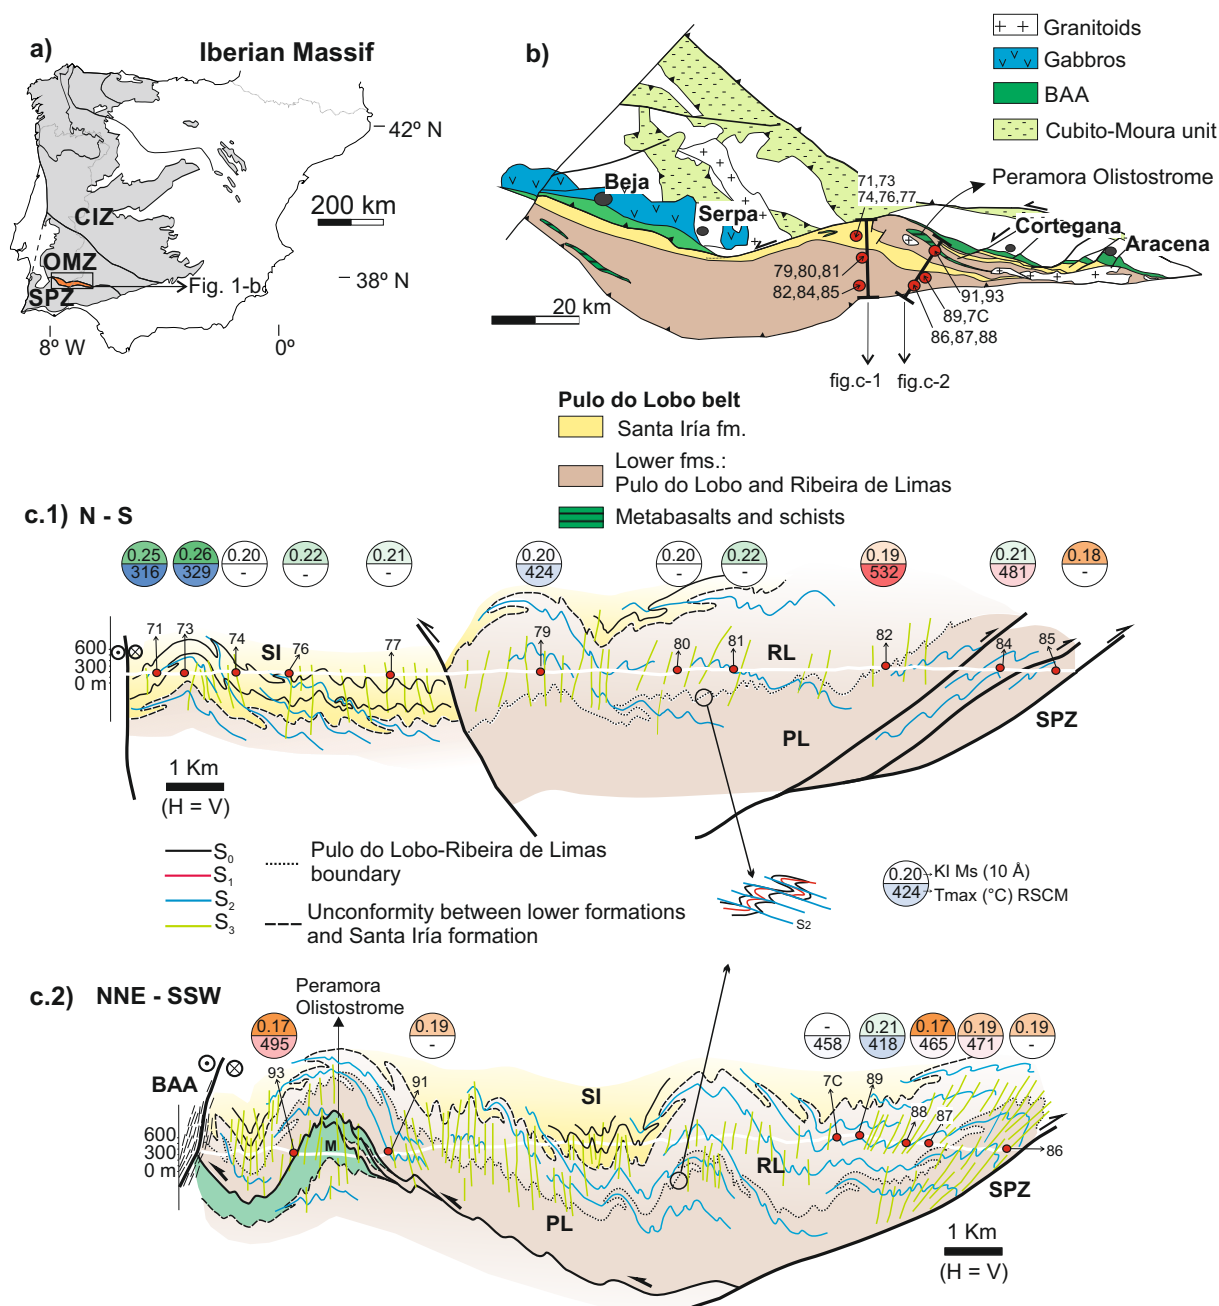 a)
Iberian Massif
42º N
200 km
CIZ
OMZ
38º N
SPZ
Fig. 1-b
8º W
0º
b)
Granitoids
Gabbros
BAA
Cubito-Moura unit
Peramora Olistostrome
71,73
74,76,77
Beja
Serpa
Cortegana
Aracena
79,80,81
82,84,85
91,93
89,7C
86,87,88
20 km
fig.c-1
fig.c-2
Pulo do Lobo belt
Santa Iría fm.
Lower fms.:
Pulo do Lobo and Ribeira de Limas
Metabasalts and schists
c.1) N - S
0.25 0.26 0.20 0.22 0.21 0.20 0.20 0.22 0.19 0.21 0.18
316 329 - - - 424 - - 532 481 -
71 73 74 76 77 79 80 81 82 84 85
SI
RL
PL
SPZ
600
300
0 m
1 Km
(H = V)
S0
S1
S2
S3
Pulo do Lobo-Ribeira de Limas
boundary
Unconformity between lower formations
and Santa Iría formation
S2
0.20 KI Ms (10 Å)
424 Tmax (°C) RSCM
c.2) NNE - SSW
Peramora
Olistostrome
0.17 0.19 - 0.21 0.17 0.19 0.19
495 - 458 418 465 471 -
BAA
93 91 7C 89 88 87 86
SI
M
RL
PL
SPZ
600
300
0 m
1 Km
(H = V)